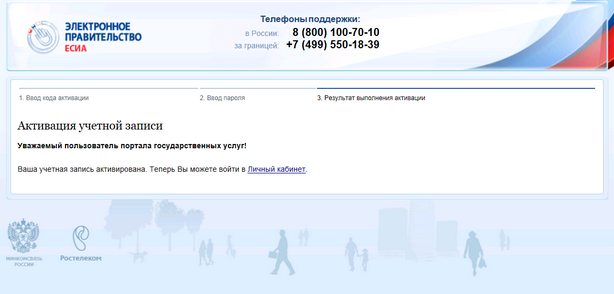 ЭЛЕКТРОННОЕ
ПРАВИТЕЛЬСТВО
ЕСИА
Телефоны поддержки:
в России: 8 (800) 100-70-10
за границей: +7 (499) 550-18-39
1. Ввод кода активации 2. Ввод пароля 3. Результат выполнения активации
Активация учетной записи
Уважаемый пользователь портала государственных услуг!
Ваша учетная запись активирована. Теперь Вы можете войти в Личный кабинет.
МИНКОМСВЯЗЬ
РОССИИ
Ростелеком